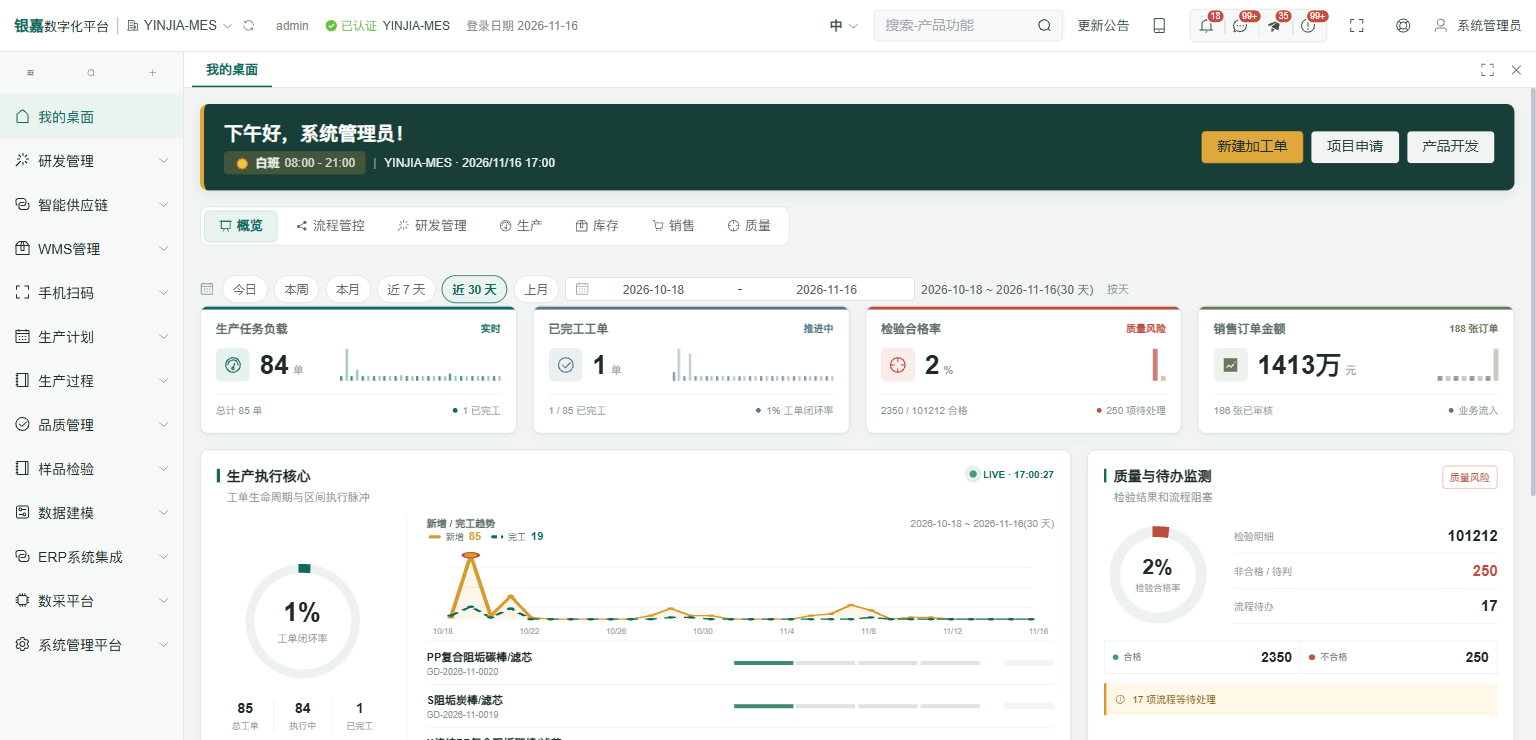 银嘉数字化平台 YINJIA-MES admin 已认证 YINJIA-MES 登录日期 2026-11-16 中 搜索-产品功能 更新公告 18 99+ 35 99+ 系统管理员
我的桌面
我的桌面
研发管理
智能供应链
WMS管理
手机扫码
生产计划
生产过程
品质管理
样品检验
数据建模
ERP系统集成
数采平台
系统管理平台
下午好，系统管理员！
白班 08:00 - 21:00 | YINJIA-MES · 2026/11/16 17:00
新建加工单 项目申请 产品开发
概览 流程管控 研发管理 生产 库存 销售 质量
今日 本周 本月 近 7 天 近 30 天 上月 2026-10-18 - 2026-11-16 2026-10-18 ~ 2026-11-16(30 天) 按天
生产任务负载 实时
84 单
总计 85 单 1 已完工
已完工工单 推进中
1 单
1 / 85 已完工 1% 工单闭环率
检验合格率 质量风险
2 %
2350 / 101212 合格 250 项待处理
销售订单金额 188 张订单
1413万 元
186 张已审核 业务流入
生产执行核心 LIVE · 17:00:27
工单生命周期与区间执行脉冲
1%
工单闭环率
85 84 1
总工单 执行中 已完工
新增 / 完工趋势 2026-10-18 ~ 2026-11-16(30 天)
新增 85 完工 19
10/18 10/22 10/26 10/30 11/4 11/8 11/12 11/16
PP复合阻垢碳棒/滤芯
GD-2026-11-0020
S阻垢炭棒/滤芯
GD-2026-11-0019
质量与待办监测 质量风险
检验结果和流程阻塞
2%
检验合格率
检验明细 101212
非合格 / 待判 250
流程待办 17
合格 2350 不合格 250
17 项流程等待处理